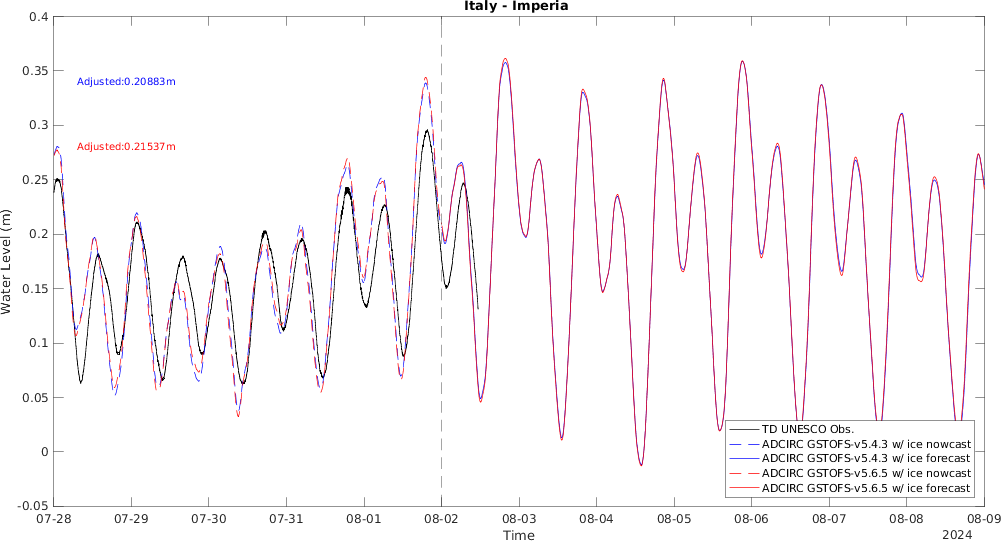 Italy - Imperia
0.4
0.35
0.3
0.25
0.2
0.15
0.1
0.05
0
-0.05
Water Level (m)
Adjusted:0.20883m
Adjusted:0.21537m
TD UNESCO Obs.
ADCIRC GSTOFS-v5.4.3 w/ ice nowcast
ADCIRC GSTOFS-v5.4.3 w/ ice forecast
ADCIRC GSTOFS-v5.6.5 w/ ice nowcast
ADCIRC GSTOFS-v5.6.5 w/ ice forecast
07-28 07-29 07-30 07-31 08-01 08-02 08-03 08-04 08-05 08-06 08-07 08-08 08-09
Time
2024